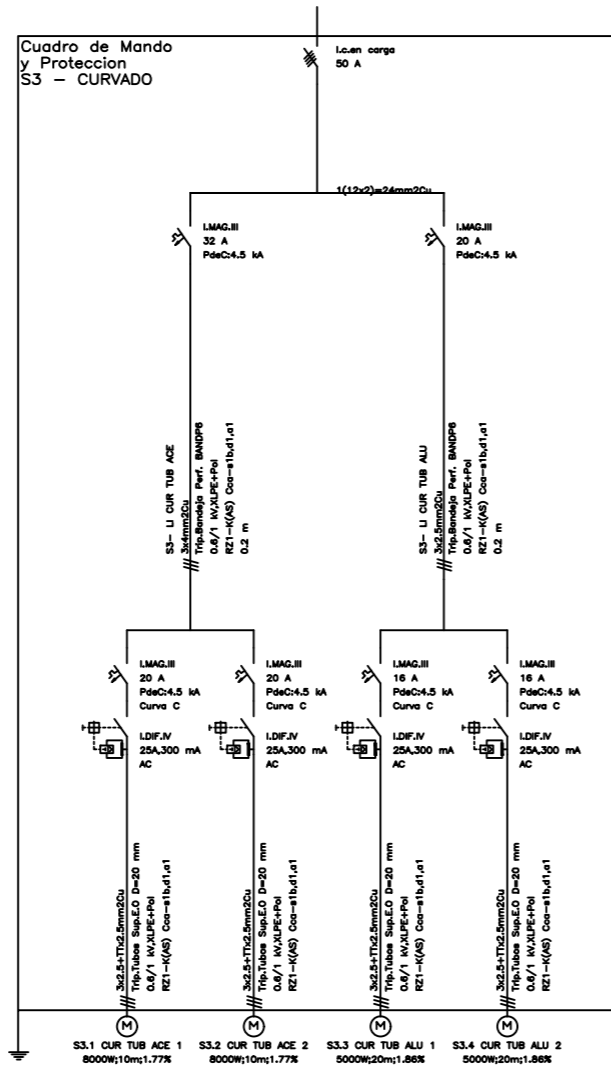 Cuadro de Mando
y Proteccion
S3 - CURVADO
I.c.en carga
50 A
1(12x2)=24mm2Cu
I.MAG.III
32 A
PdeC:4.5 kA
I.MAG.III
20 A
PdeC:4.5 kA
S3- LI CUR TUB ACE
3x4mm2Cu
Trip.Bandeja Perf. BANDP6
0.6/1 kV,XLPE+Pol
RZ1-K(AS) Cca-s1b,d1,a1
0.2 m
S3- LI CUR TUB ALU
3x2.5mm2Cu
Trip.Bandeja Perf. BANDP6
0.6/1 kV,XLPE+Pol
RZ1-K(AS) Cca-s1b,d1,a1
0.2 m
I.MAG.III
20 A
PdeC:4.5 kA
Curva C
I.MAG.III
20 A
PdeC:4.5 kA
Curva C
I.MAG.III
16 A
PdeC:4.5 kA
Curva C
I.MAG.III
16 A
PdeC:4.5 kA
Curva C
I.DIF.IV
25A,300 mA
AC
I.DIF.IV
25A,300 mA
AC
I.DIF.IV
25A,300 mA
AC
I.DIF.IV
25A,300 mA
AC
3x2.5+TTx2.5mm2Cu
Trip.Tubos Sup.E.O D=20 mm
0.6/1 kV,XLPE+Pol
RZ1-K(AS) Cca-s1b,d1,a1
3x2.5+TTx2.5mm2Cu
Trip.Tubos Sup.E.O D=20 mm
0.6/1 kV,XLPE+Pol
RZ1-K(AS) Cca-s1b,d1,a1
3x2.5+TTx2.5mm2Cu
Trip.Tubos Sup.E.O D=20 mm
0.6/1 kV,XLPE+Pol
RZ1-K(AS) Cca-s1b,d1,a1
3x2.5+TTx2.5mm2Cu
Trip.Tubos Sup.E.O D=20 mm
0.6/1 kV,XLPE+Pol
RZ1-K(AS) Cca-s1b,d1,a1
M
M
M
M
S3.1 CUR TUB ACE 1
8000W;10m;1.77%
S3.2 CUR TUB ACE 2
8000W;10m;1.77%
S3.3 CUR TUB ALU 1
5000W;20m;1.86%
S3.4 CUR TUB ALU 2
5000W;20m;1.86%